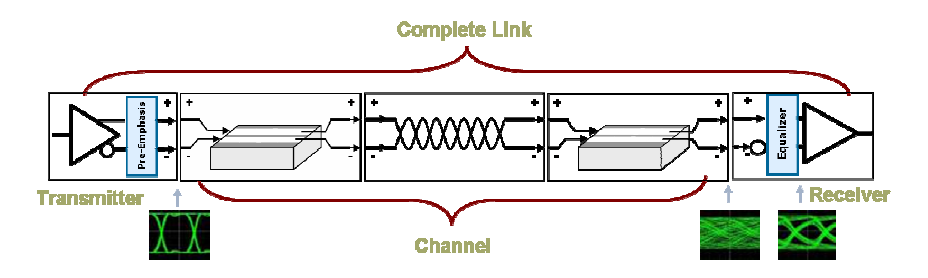 Complete Link
+ + + + + + + + +
Pre-Emphasis
Equalizer
- - - - - - - - -
Transmitter
Receiver
Channel